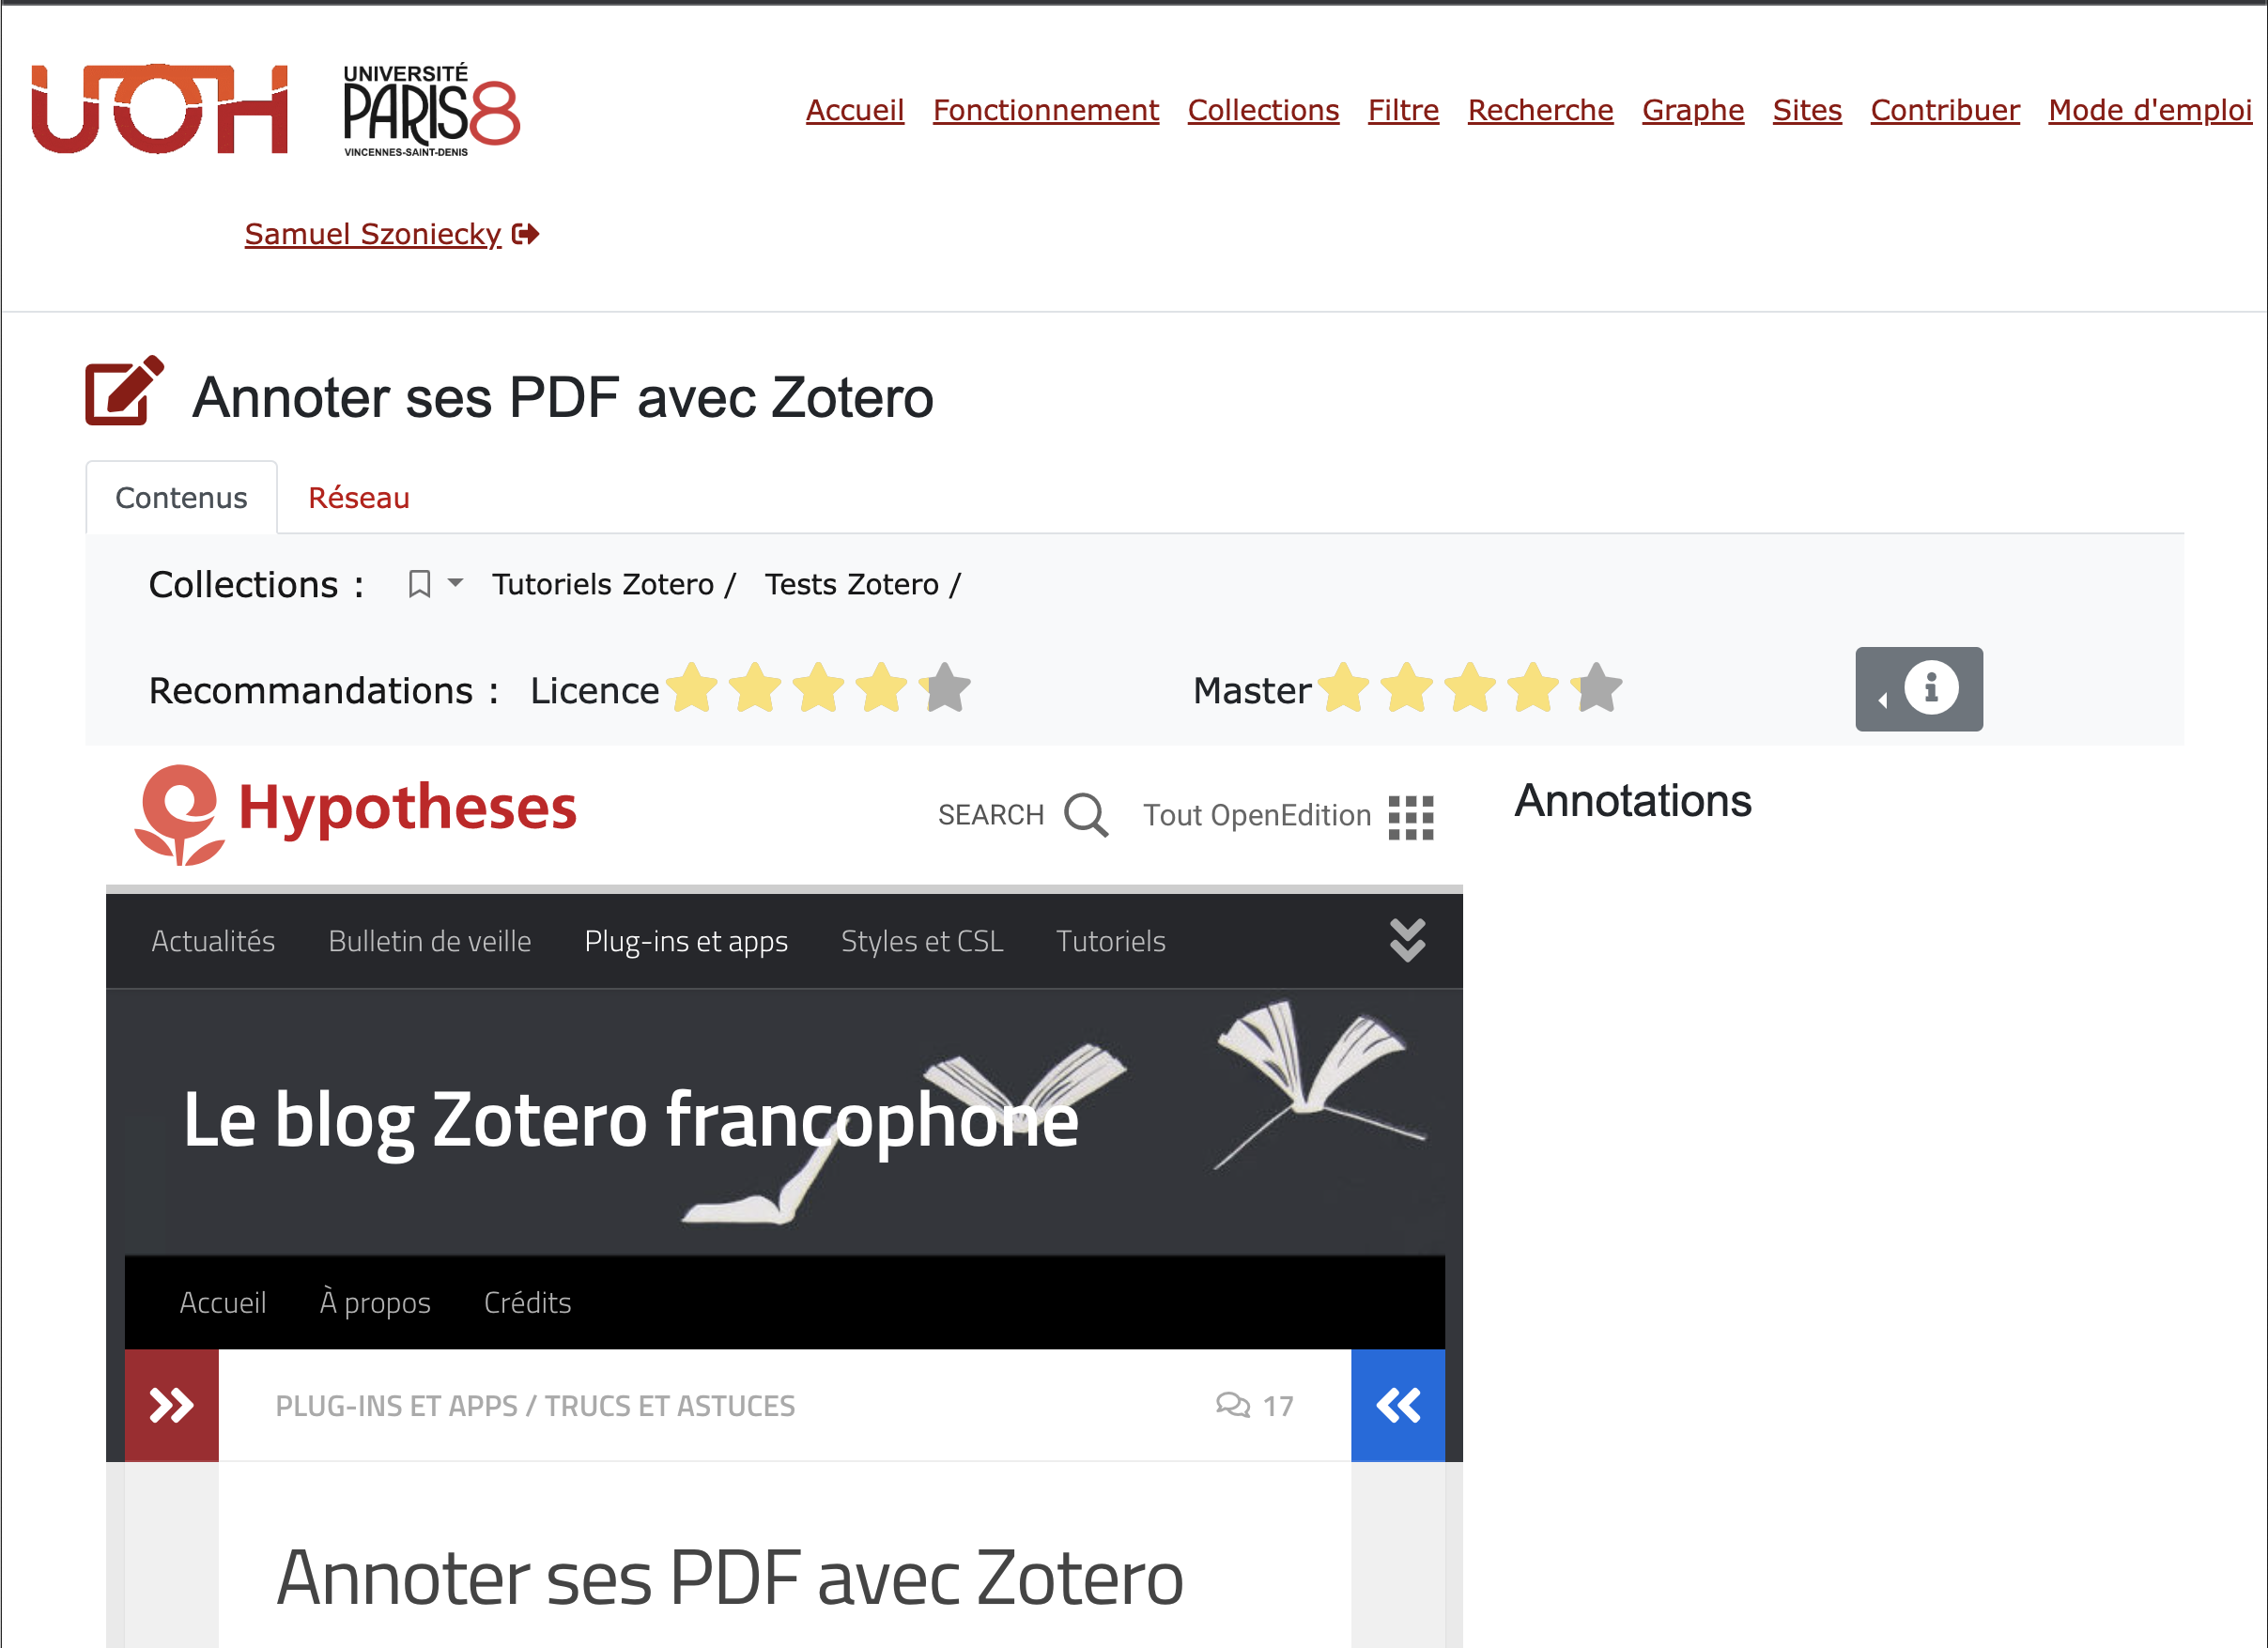 UOH
UNIVERSITÉ
PARIS8
VINCENNES-SAINT-DENIS
Accueil Fonctionnement Collections Filtre Recherche Graphe Sites Contribuer Mode d'emploi
Samuel Szoniecky
Annoter ses PDF avec Zotero
Contenus Réseau
Collections : Tutoriels Zotero / Tests Zotero /
Recommandations : Licence Master
Hypotheses SEARCH Tout OpenEdition
Annotations
Actualités Bulletin de veille Plug-ins et apps Styles et CSL Tutoriels
Le blog Zotero francophone
Accueil À propos Crédits
PLUG-INS ET APPS / TRUCS ET ASTUCES 17
Annoter ses PDF avec Zotero